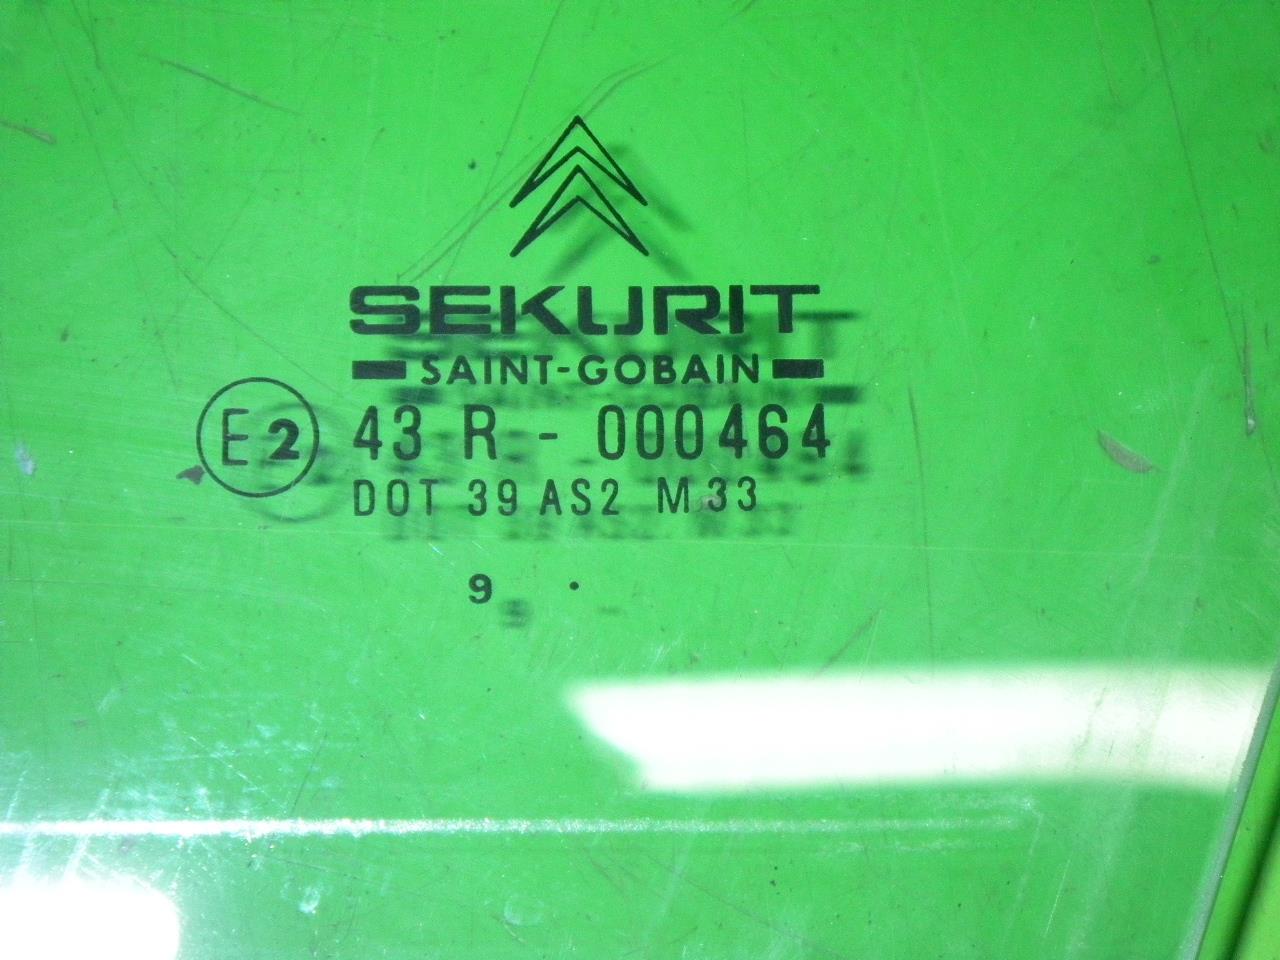 SEKURIT
SAINT-GOBAIN
E2 43 R - 000464
DOT 39 AS2 M33
9 .